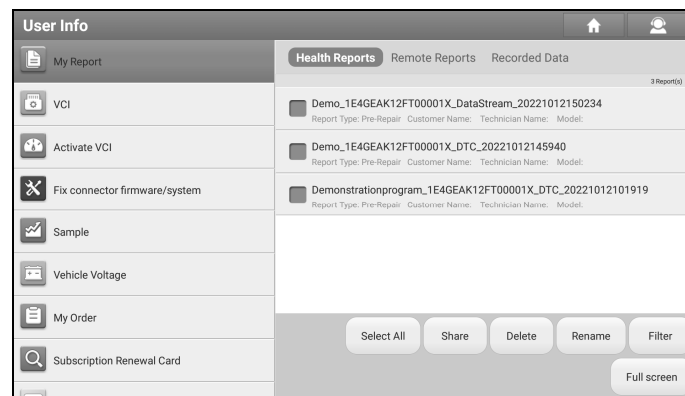 User Info
My Report
VCI
Activate VCI
Fix connector firmware/system
Sample
Vehicle Voltage
My Order
Subscription Renewal Card
Health Reports Remote Reports Recorded Data
3 Report(s)
Demo_1E4GEAK12FT00001X_DataStream_20221012150234
Report Type: Pre-Repair Customer Name: Technician Name: Model:
Demo_1E4GEAK12FT00001X_DTC_20221012145940
Report Type: Pre-Repair Customer Name: Technician Name: Model:
Demonstrationprogram_1E4GEAK12FT00001X_DTC_20221012101919
Report Type: Pre-Repair Customer Name: Technician Name: Model:
Select All Share Delete Rename Filter
Full screen